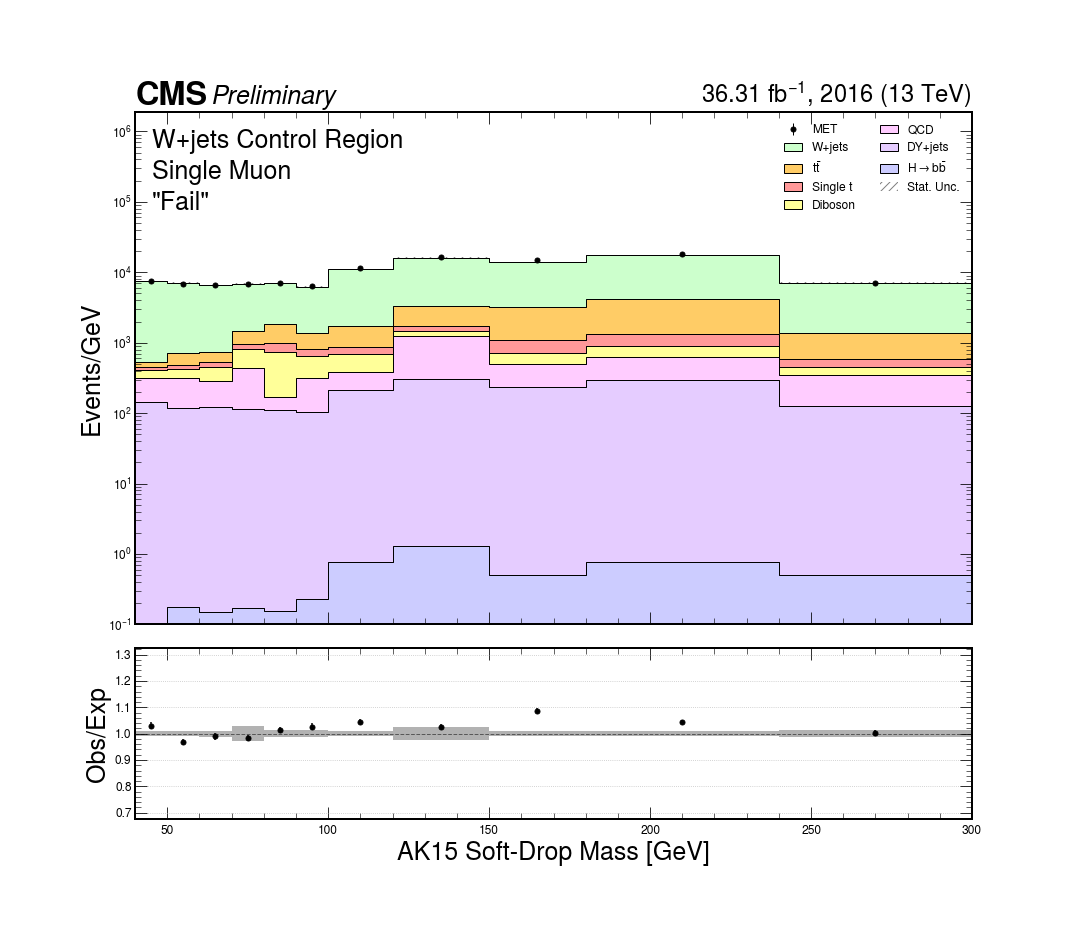 CMS Preliminary
36.31 fb⁻¹, 2016 (13 TeV)
W+jets Control Region
Single Muon
"Fail"
MET
W+jets
tt̄
Single t
Diboson
QCD
DY+jets
H→bb̄
Stat. Unc.
Events/GeV
10⁶
10⁵
10⁴
10³
10²
10¹
10⁰
10⁻¹
Obs/Exp
1.3
1.2
1.1
1.0
0.9
0.8
0.7
50 100 150 200 250 300
AK15 Soft-Drop Mass [GeV]